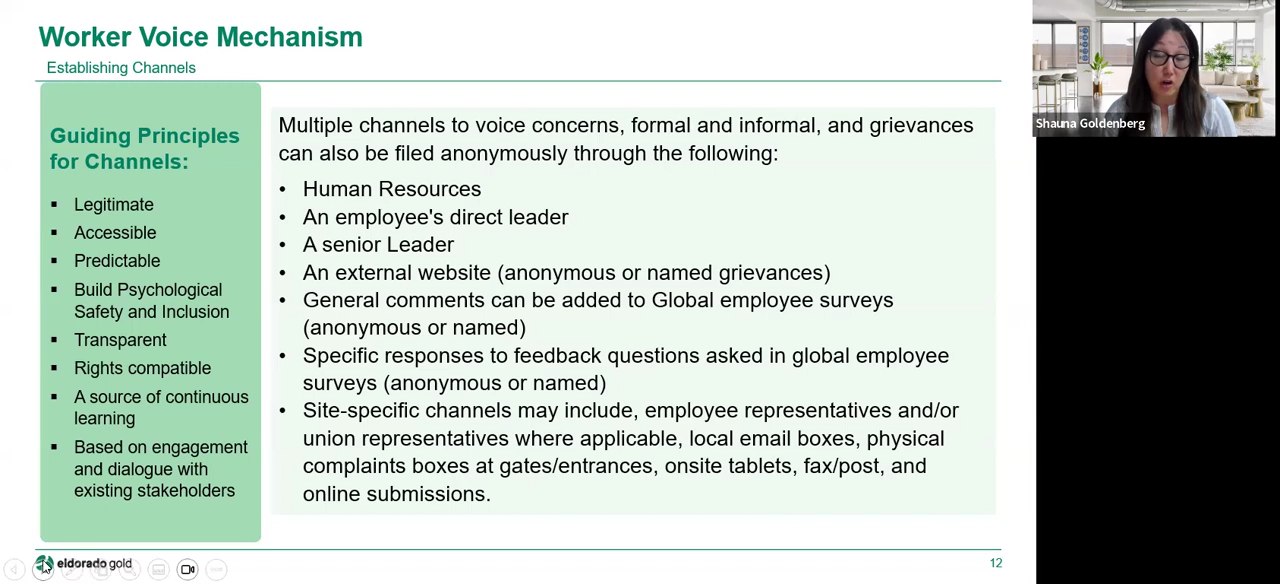 Worker Voice Mechanism
Establishing Channels
Guiding Principles
for Channels:
▪ Legitimate
▪ Accessible
▪ Predictable
▪ Build Psychological
Safety and Inclusion
▪ Transparent
▪ Rights compatible
▪ A source of continuous
learning
▪ Based on engagement
and dialogue with
existing stakeholders
Multiple channels to voice concerns, formal and informal, and grievances
can also be filed anonymously through the following:
• Human Resources
• An employee's direct leader
• A senior Leader
• An external website (anonymous or named grievances)
• General comments can be added to Global employee surveys
(anonymous or named)
• Specific responses to feedback questions asked in global employee
surveys (anonymous or named)
• Site-specific channels may include, employee representatives and/or
union representatives where applicable, local email boxes, physical
complaints boxes at gates/entrances, onsite tablets, fax/post, and
online submissions.
eldorado gold
12
Shauna Goldenberg